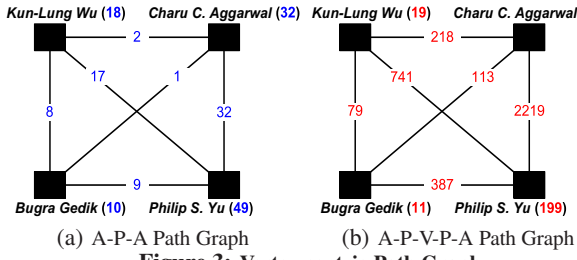 Kun-Lung Wu (18) Charu C. Aggarwal (32)
2
17 1
8 32
9
Bugra Gedik (10) Philip S. Yu (49)
(a) A-P-A Path Graph
Kun-Lung Wu (19) Charu C. Aggarwal
218
741 113
79 2219
387
Bugra Gedik (11) Philip S. Yu (199)
(b) A-P-V-P-A Path Graph